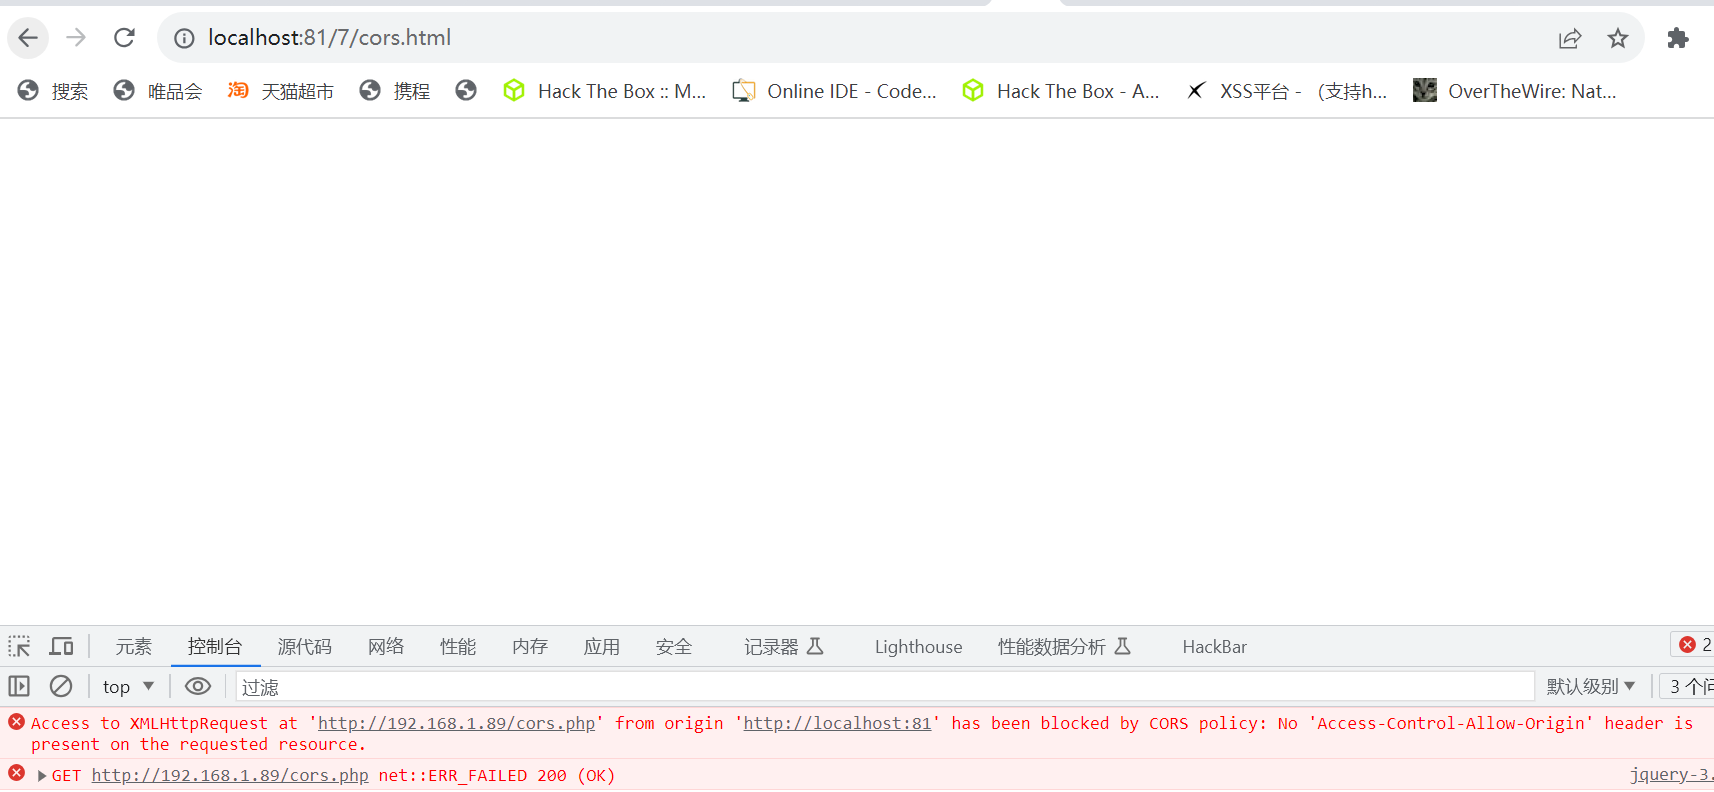 localhost:81/7/cors.html
搜索 唯品会 淘 天猫超市 携程 Hack The Box :: M... Online IDE - Code... Hack The Box - A... XSS平台 - （支持h... OverTheWire: Nat...
元素 控制台 源代码 网络 性能 内存 应用 安全 记录器 Lighthouse 性能数据分析 HackBar 2
top 过滤 默认级别 3 个
Access to XMLHttpRequest at 'http://192.168.1.89/cors.php' from origin 'http://localhost:81' has been blocked by CORS policy: No 'Access-Control-Allow-Origin' header is
present on the requested resource.
GET http://192.168.1.89/cors.php net::ERR_FAILED 200 (OK) jquery-3.